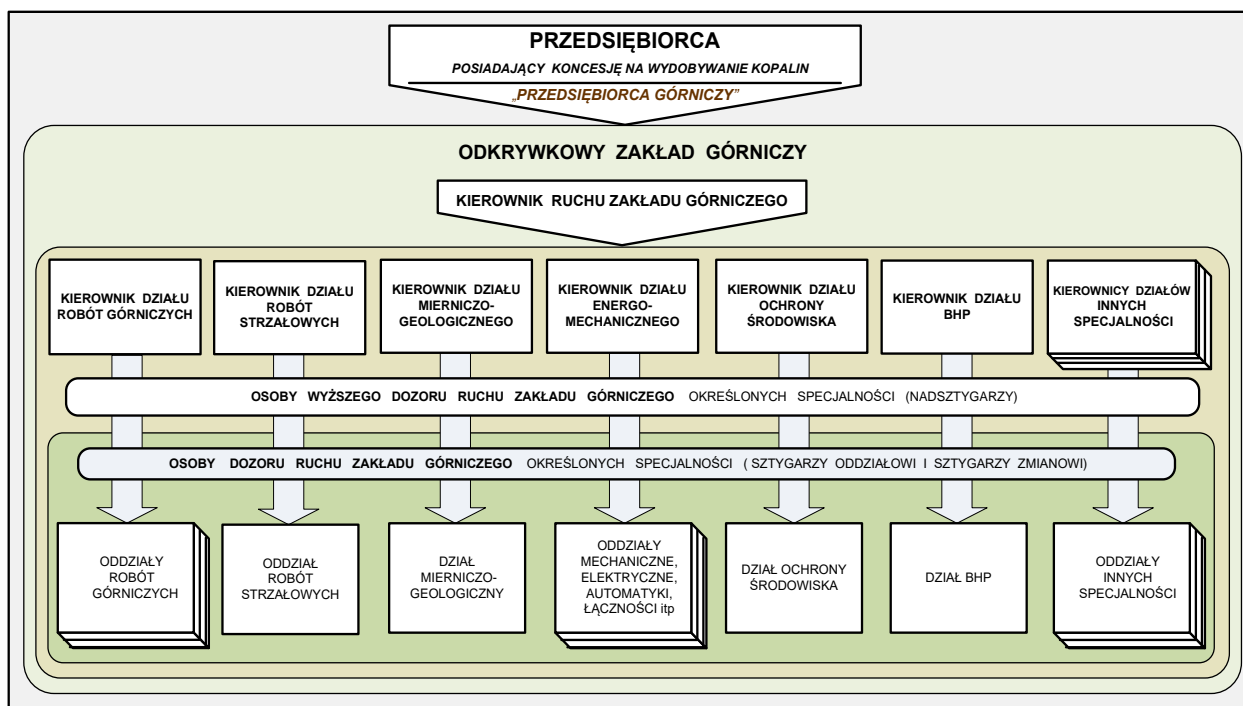 PRZEDSIĘBIORCA
POSIADAJĄCY KONCESJĘ NA WYDOBYWANIE KOPALIN
„PRZEDSIĘBIORCA GÓRNICZY”
ODKRYWKOWY ZAKŁAD GÓRNICZY
KIEROWNIK RUCHU ZAKŁADU GÓRNICZEGO
KIEROWNIK DZIAŁU
ROBÓT GÓRNICZYCH
KIEROWNIK DZIAŁU
ROBÓT
STRZAŁOWYCH
KIEROWNIK DZIAŁU
MIERNICZO-
GEOLOGICZNEGO
KIEROWNIK DZIAŁU
ENERGO-
MECHANICZNEGO
KIEROWNIK DZIAŁU
OCHRONY
ŚRODOWISKA
KIEROWNIK DZIAŁU
BHP
KIEROWNICY DZIAŁÓW
INNYCH
SPECJALNOŚCI
OSOBY WYŻSZEGO DOZORU RUCHU ZAKŁADU GÓRNICZEGO OKREŚLONYCH SPECJALNOŚCI (NADSZTYGARZY)
OSOBY DOZORU RUCHU ZAKŁADU GÓRNICZEGO OKREŚLONYCH SPECJALNOŚCI ( SZTYGARZY ODDZIAŁOWI I SZTYGARZY ZMIANOWI)
ODDZIAŁY
ROBÓT
GÓRNICZYCH
ODDZIAŁ
ROBÓT
STRZAŁOWYCH
DZIAŁ
MIERNICZO-
GEOLOGICZNY
ODDZIAŁY
MECHANICZNE,
ELEKTRYCZNE,
AUTOMATYKI,
ŁĄCZNOŚCI itp
DZIAŁ OCHRONY
ŚRODOWISKA
DZIAŁ BHP
ODDZIAŁY
INNYCH
SPECJALNOŚCI